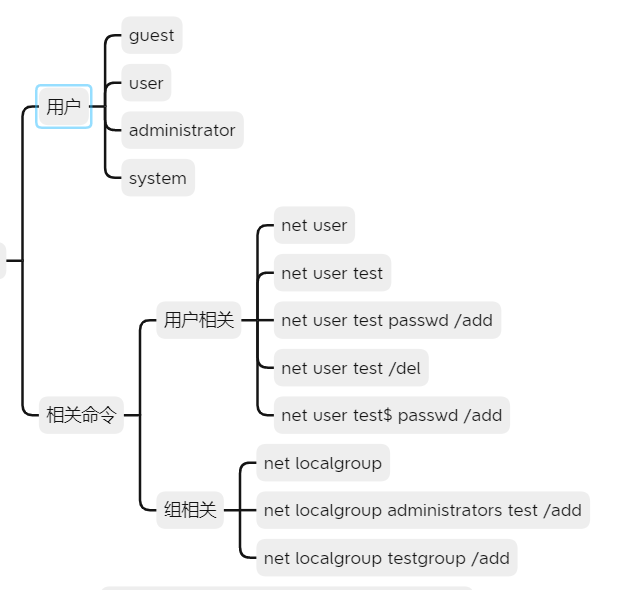 用户
guest
user
administrator
system
相关命令
用户相关
net user
net user test
net user test passwd /add
net user test /del
net user test$ passwd /add
组相关
net localgroup
net localgroup administrators test /add
net localgroup testgroup /add